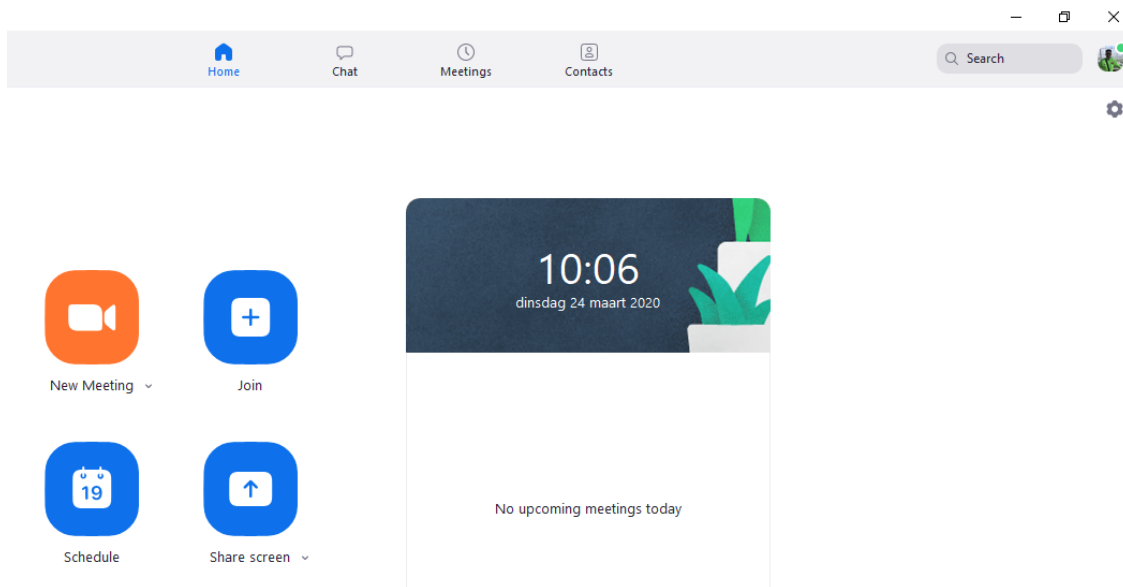 Home
Chat
Meetings
Contacts
Search
10:06
dinsdag 24 maart 2020
New Meeting
Join
19
Schedule
Share screen
No upcoming meetings today